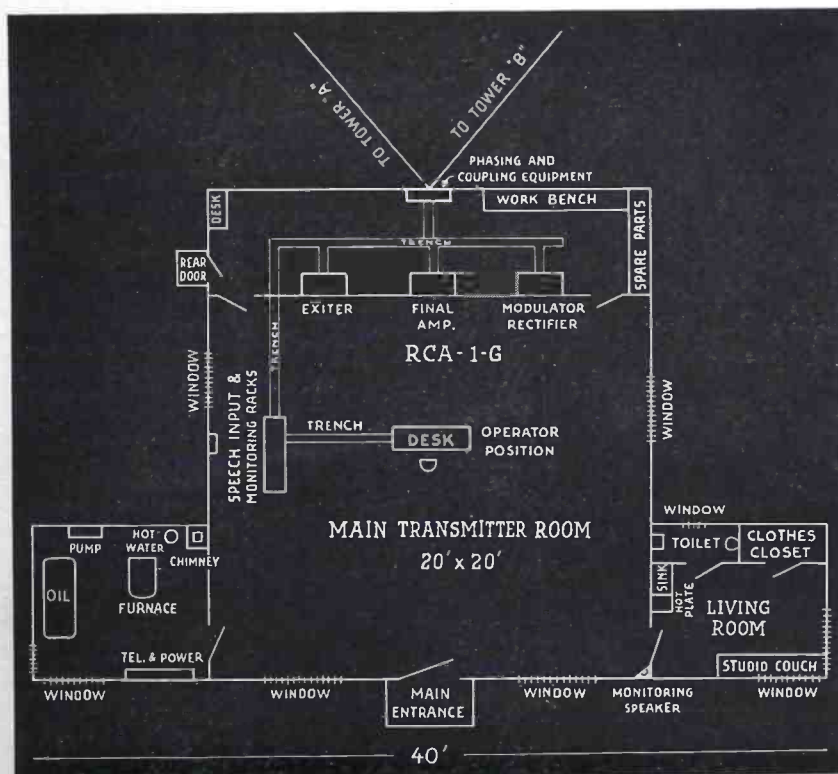 TO TOWER "A"
TO TOWER "B"
PHASING AND
COUPLING EQUIPMENT
DESK
WORK BENCH
SPARE PARTS
TRENCH
REAR
DOOR
EXITER
FINAL
AMP.
MODULATOR
RECTIFIER
RCA-1-G
TRENCH
WINDOW
SPEECH INPUT &
MONITORING RACKS
WINDOW
TRENCH
DESK
OPERATOR
POSITION
MAIN TRANSMITTER ROOM
20' x 20'
PUMP
HOT
WATER
CHIMNEY
OIL
FURNACE
TEL. & POWER
WINDOW
TOILET
CLOTHES
CLOSET
SINK
HOT
PLATE
LIVING
ROOM
STUDIO COUCH
WINDOW
WINDOW
MAIN
ENTRANCE
WINDOW
MONITORING
SPEAKER
WINDOW
40'